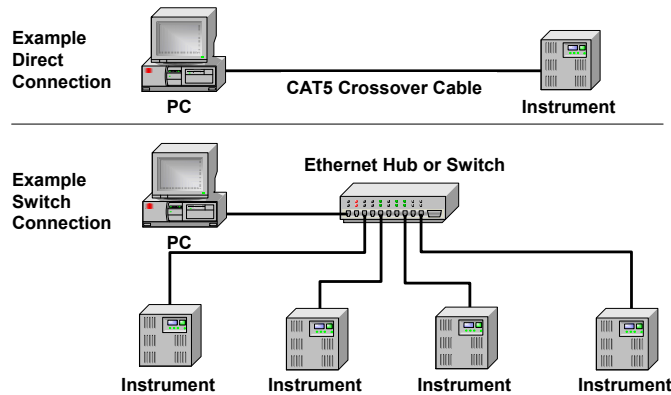 Example
Direct
Connection
PC
CAT5 Crossover Cable
Instrument
Example
Switch
Connection
PC
Ethernet Hub or Switch
Instrument
Instrument
Instrument
Instrument